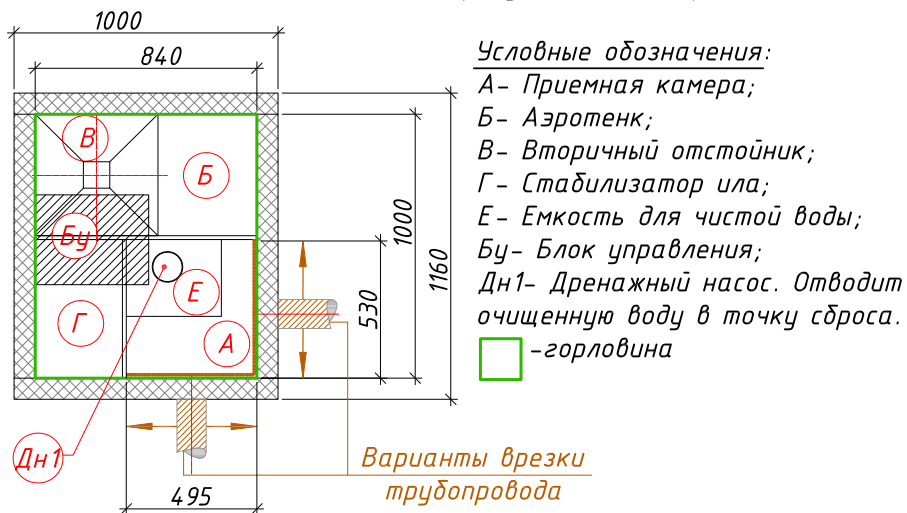 1000
840
Условные обозначения:
А- Приемная камера;
Б- Аэротенк;
В- Вторичный отстойник;
Г- Стабилизатор ила;
Е- Емкость для чистой воды;
Бу- Блок управления;
Дн1- Дренажный насос. Отводит
очищенную воду в точку сброса.
-горловина
В
Б
Бу
Е
Г
А
1000
1160
530
Дн1
Варианты врезки
трубопровода
495